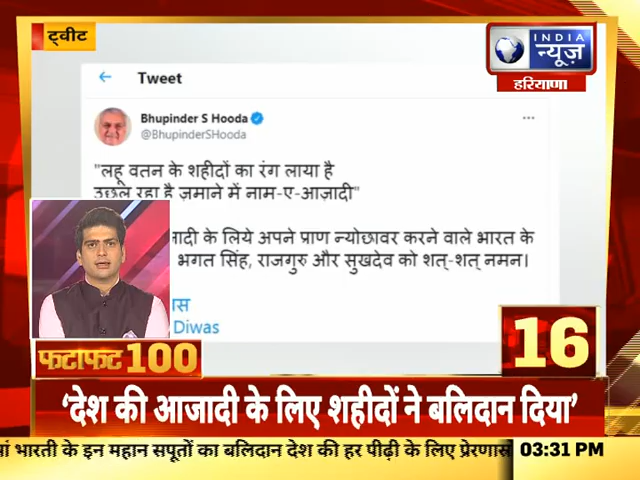 ट्वीट
INDIA
न्यूज़
हरियाणा
← Tweet
Bhupinder S Hooda
@BhupinderSHooda
"लहू वतन के शहीदों का रंग लाया है
उछल रहा है ज़माने में नाम-ए-आज़ादी"
के लिये अपने प्राण न्योछावर करने वाले भारत के
भगत सिंह, राजगुरु और सुखदेव को शत्-शत् नमन।
Diwas
फटाफट 100
16
'देश की आजादी के लिए शहीदों ने बलिदान दिया'
भारती के इन महान सपूतों का बलिदान देश की हर पीढ़ी के लिए
03:31 PM